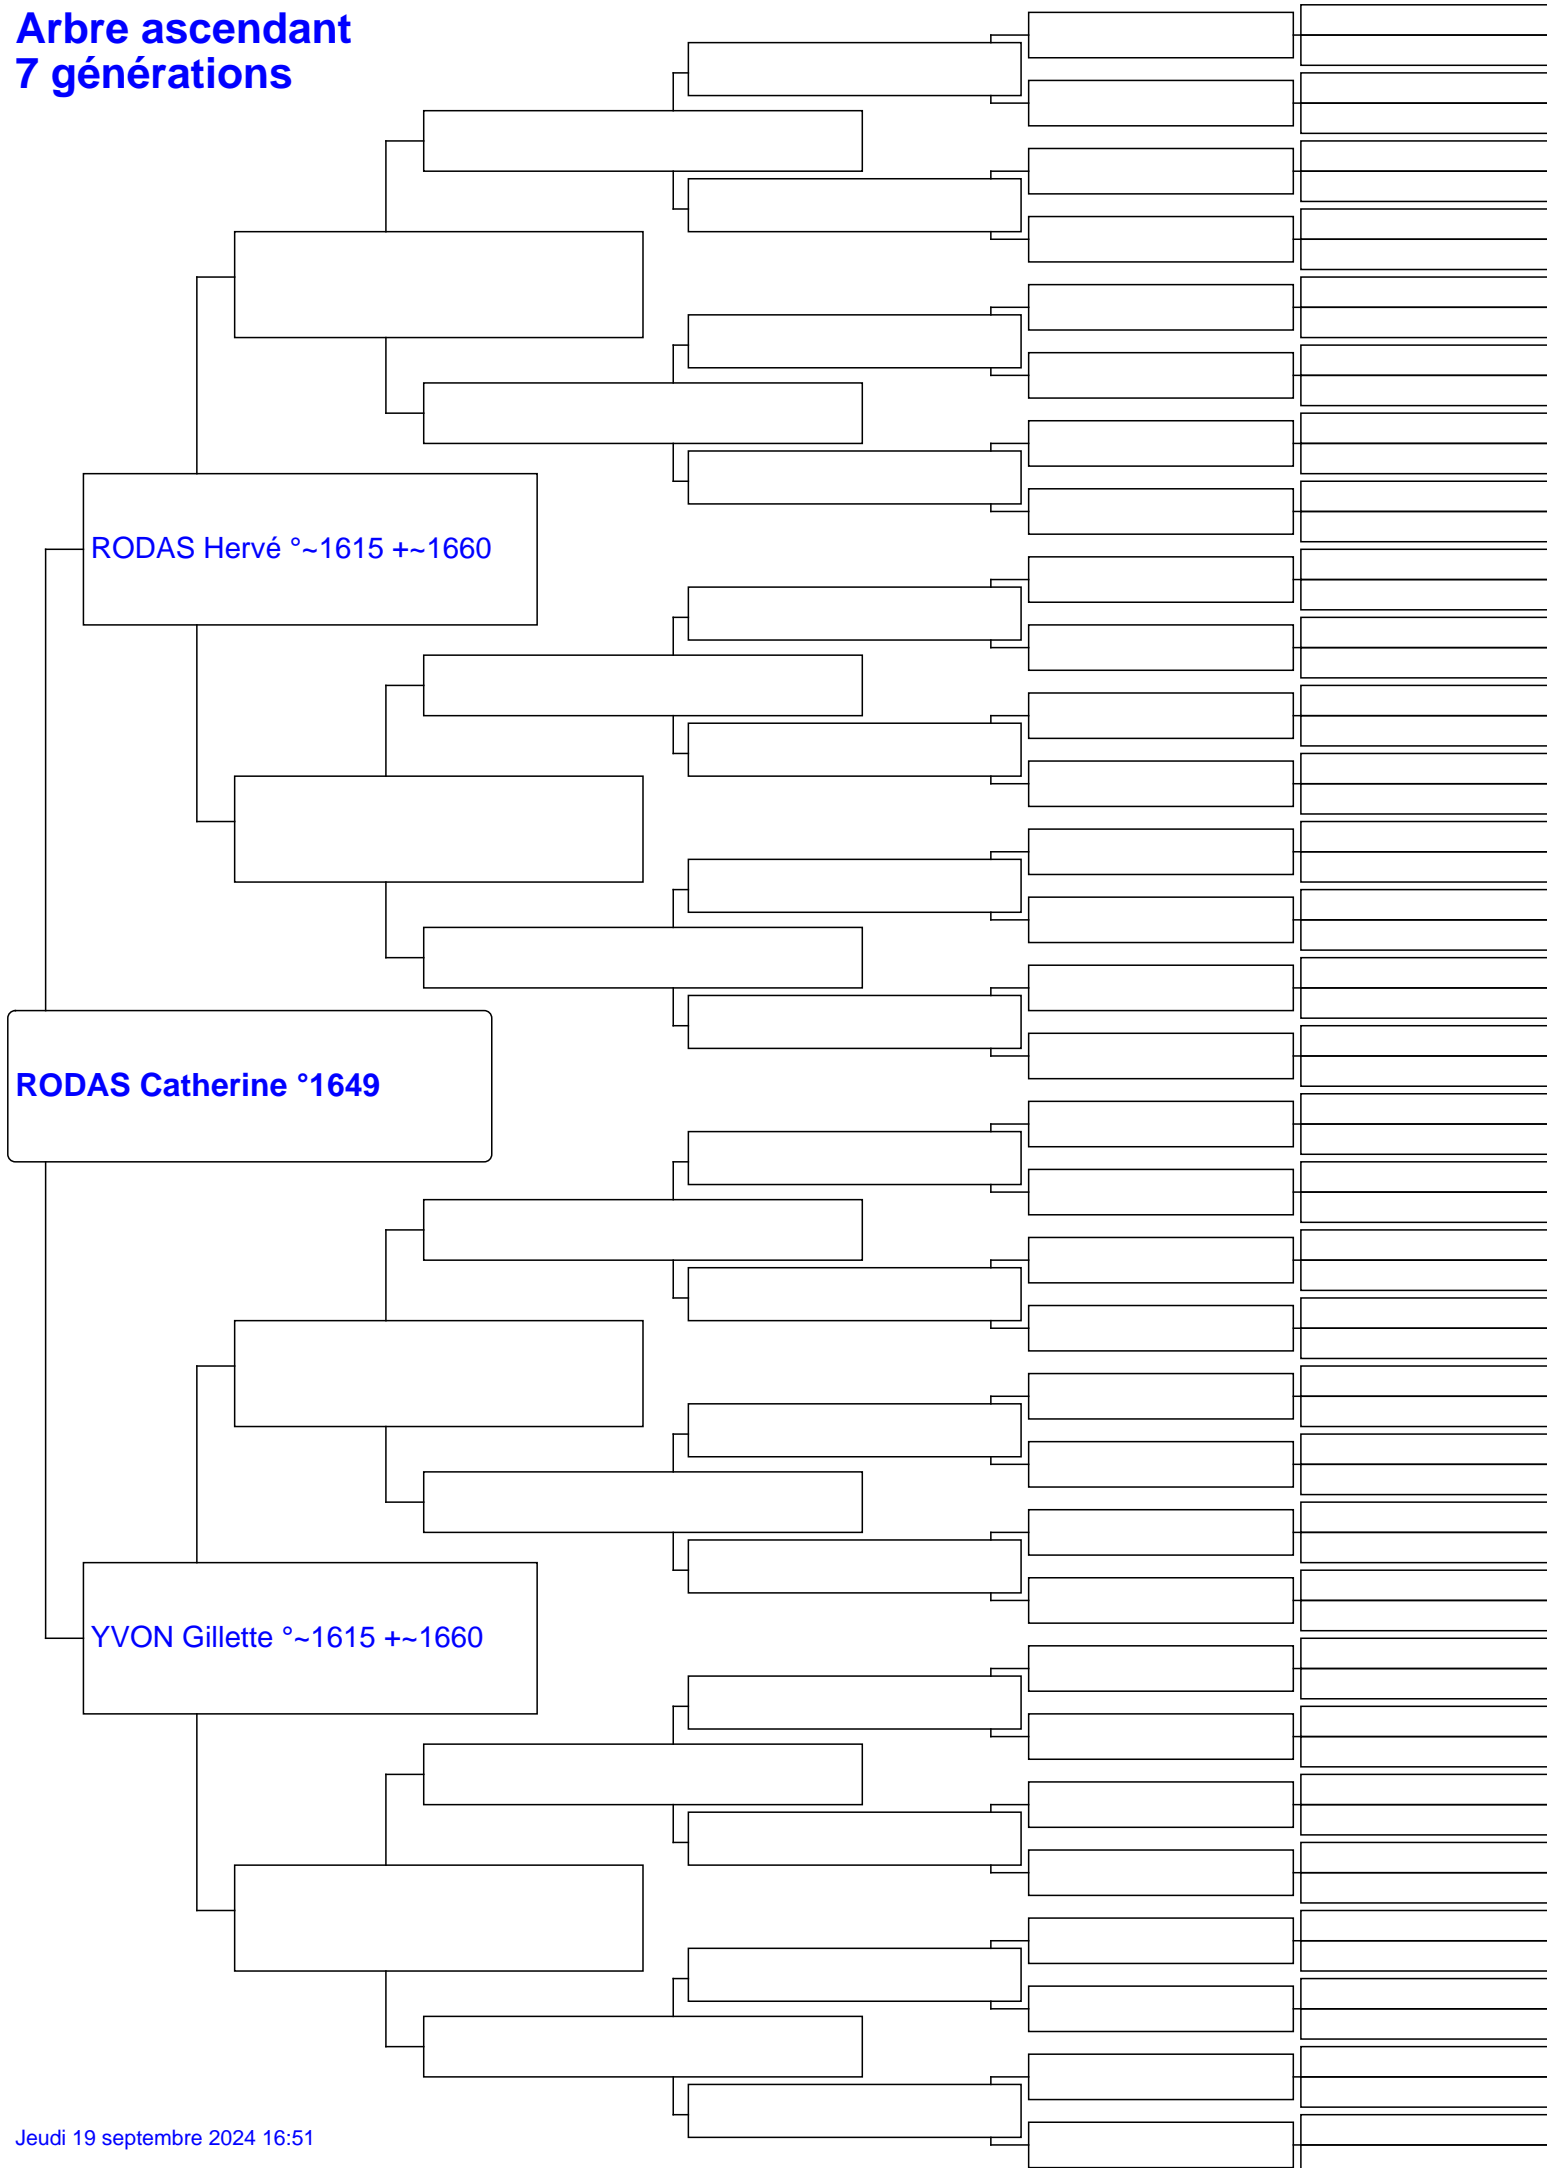 Arbre ascendant
7 générations
RODAS Hervé °~1615 +~1660
RODAS Catherine °1649
YVON Gillette °~1615 +~1660
Jeudi 19 septembre 2024 16:51